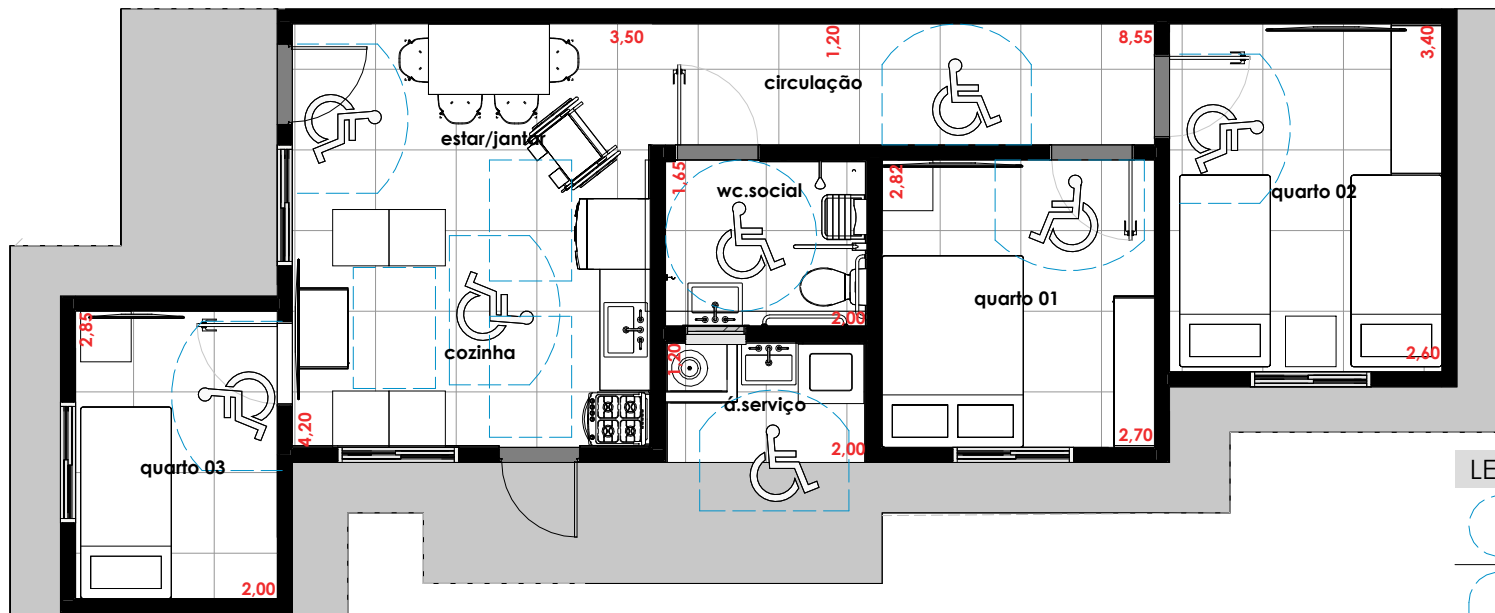 3,50
1,20
8,55
3,40
circulação
estar/jantar
1,65
wc.social
2,82
quarto 02
quarto 01
2,85
2,00
1,20
cozinha
2,60
á.serviço
4,20
2,00
2,70
quarto 03
2,00
LE